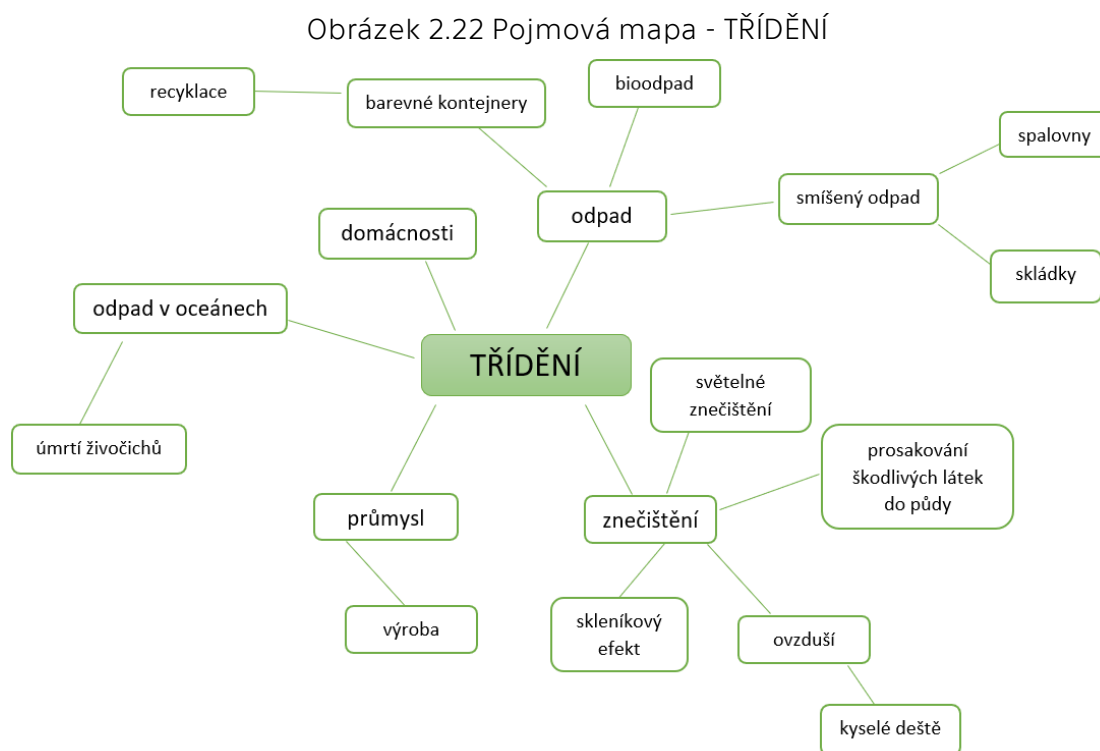 Obrázek 2.22 Pojmová mapa - TŘÍDĚNÍ
recyklace
barevné kontejnery
bioodpad
spalovny
smíšený odpad
odpad
domácnosti
skládky
odpad v oceánech
TŘÍDĚNÍ
světelné
znečištění
úmrtí živočichů
prosakování
škodlivých látek
do půdy
průmysl
znečištění
výroba
skleníkový
efekt
ovzduší
kyselé deště